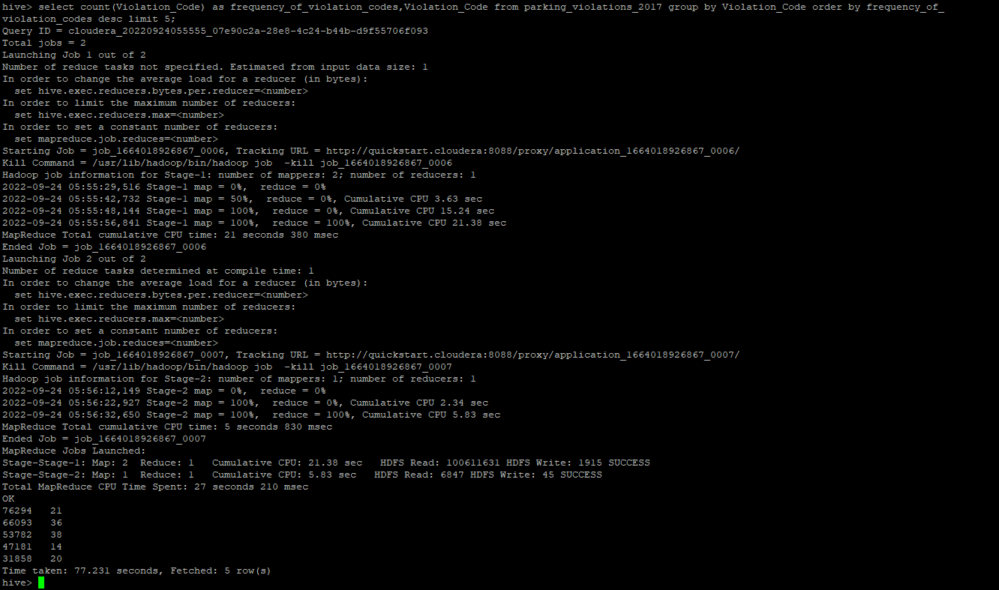 hive> select count(Violation_Code) as frequency_of_violation_codes,Violation_Code from parking_violations_2017 group by Violation_Code order by frequency_of_
violation_codes desc limit 5;
Query ID = cloudera_20220924055555_07e90c2a-28e8-4c24-b44b-d9f55706f093
Total jobs = 2
Launching Job 1 out of 2
Number of reduce tasks not specified. Estimated from input data size: 1
In order to change the average load for a reducer (in bytes):
  set hive.exec.reducers.bytes.per.reducer=<number>
In order to limit the maximum number of reducers:
  set hive.exec.reducers.max=<number>
In order to set a constant number of reducers:
  set mapreduce.job.reduces=<number>
Starting Job = job_1664018926867_0006, Tracking URL = http://quickstart.cloudera:8088/proxy/application_1664018926867_0006/
Kill Command = /usr/lib/hadoop/bin/hadoop job  -kill job_1664018926867_0006
Hadoop job information for Stage-1: number of mappers: 2; number of reducers: 1
2022-09-24 05:55:29,516 Stage-1 map = 0%,  reduce = 0%
2022-09-24 05:55:42,732 Stage-1 map = 50%,  reduce = 0%, Cumulative CPU 3.63 sec
2022-09-24 05:55:48,144 Stage-1 map = 100%,  reduce = 0%, Cumulative CPU 15.24 sec
2022-09-24 05:55:56,841 Stage-1 map = 100%,  reduce = 100%, Cumulative CPU 21.38 sec
MapReduce Total cumulative CPU time: 21 seconds 380 msec
Ended Job = job_1664018926867_0006
Launching Job 2 out of 2
Number of reduce tasks determined at compile time: 1
In order to change the average load for a reducer (in bytes):
  set hive.exec.reducers.bytes.per.reducer=<number>
In order to limit the maximum number of reducers:
  set hive.exec.reducers.max=<number>
In order to set a constant number of reducers:
  set mapreduce.job.reduces=<number>
Starting Job = job_1664018926867_0007, Tracking URL = http://quickstart.cloudera:8088/proxy/application_1664018926867_0007/
Kill Command = /usr/lib/hadoop/bin/hadoop job  -kill job_1664018926867_0007
Hadoop job information for Stage-2: number of mappers: 1; number of reducers: 1
2022-09-24 05:56:12,149 Stage-2 map = 0%,  reduce = 0%
2022-09-24 05:56:22,927 Stage-2 map = 100%,  reduce = 0%, Cumulative CPU 2.34 sec
2022-09-24 05:56:32,650 Stage-2 map = 100%,  reduce = 100%, Cumulative CPU 5.83 sec
MapReduce Total cumulative CPU time: 5 seconds 830 msec
Ended Job = job_1664018926867_0007
MapReduce Jobs Launched:
Stage-Stage-1: Map: 2  Reduce: 1   Cumulative CPU: 21.38 sec   HDFS Read: 100611631 HDFS Write: 1915 SUCCESS
Stage-Stage-2: Map: 1  Reduce: 1   Cumulative CPU: 5.83 sec   HDFS Read: 6847 HDFS Write: 45 SUCCESS
Total MapReduce CPU Time Spent: 27 seconds 210 msec
OK
76294   21
66093   36
53782   38
47181   14
31858   20
Time taken: 77.231 seconds, Fetched: 5 row(s)
hive>